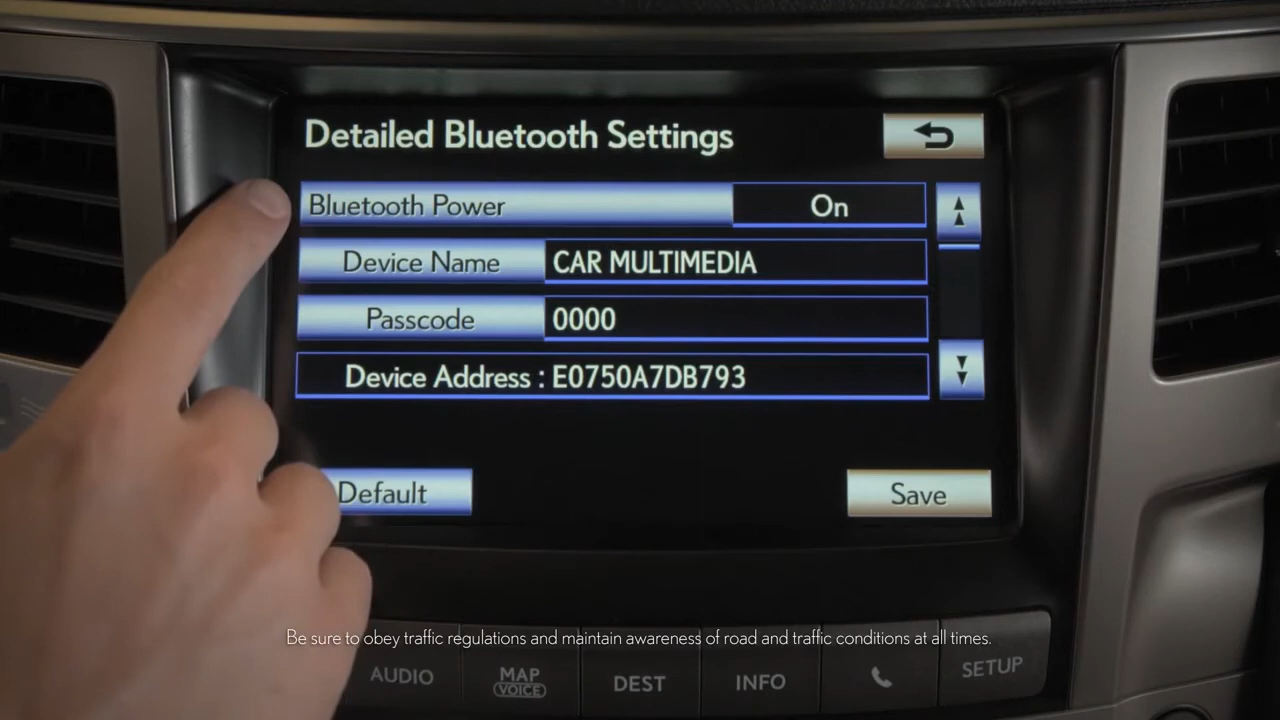 Detailed Bluetooth Settings
Bluetooth Power On
Device Name CAR MULTIMEDIA
Passcode 0000
Device Address : E0750A7DB793
Default Save
Be sure to obey traffic regulations and maintain awareness of road and traffic conditions at all times.
AUDIO MAP VOICE DEST INFO SETUP